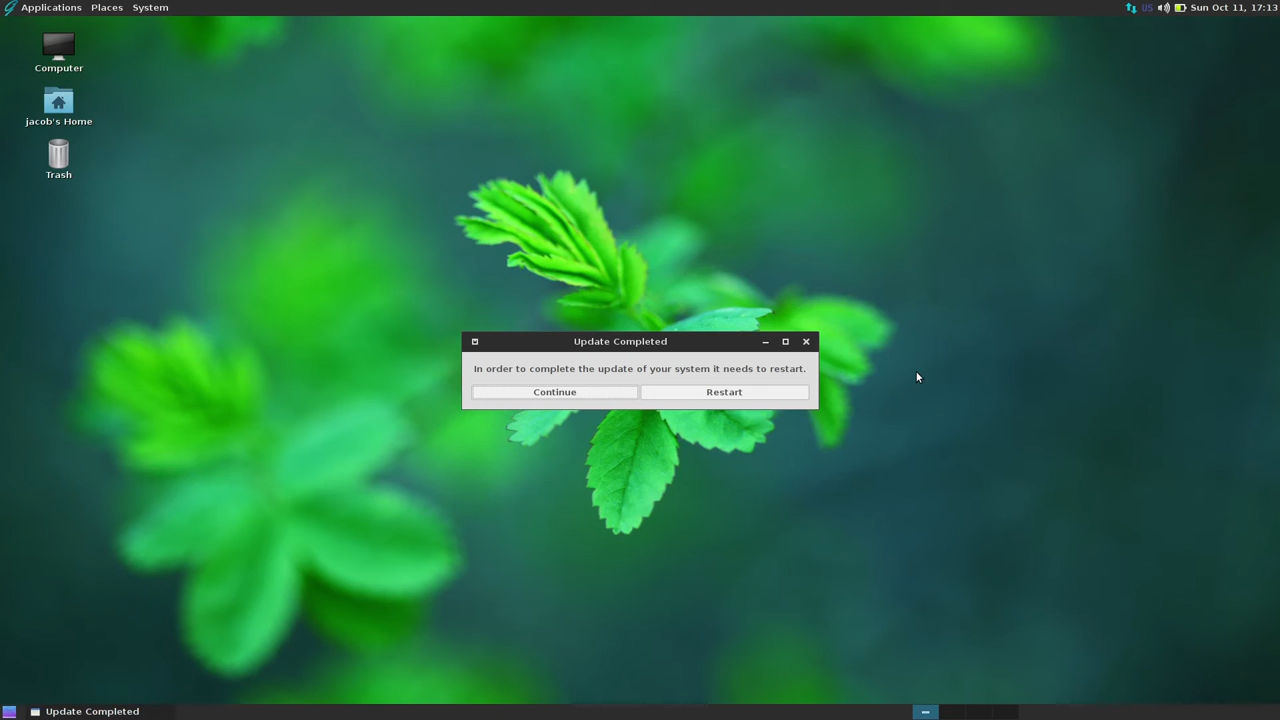 Applications Places System
US Sun Oct 11, 17:13
Computer
jacob's Home
Trash
Update Completed
In order to complete the update of your system it needs to restart.
Continue Restart
Update Completed